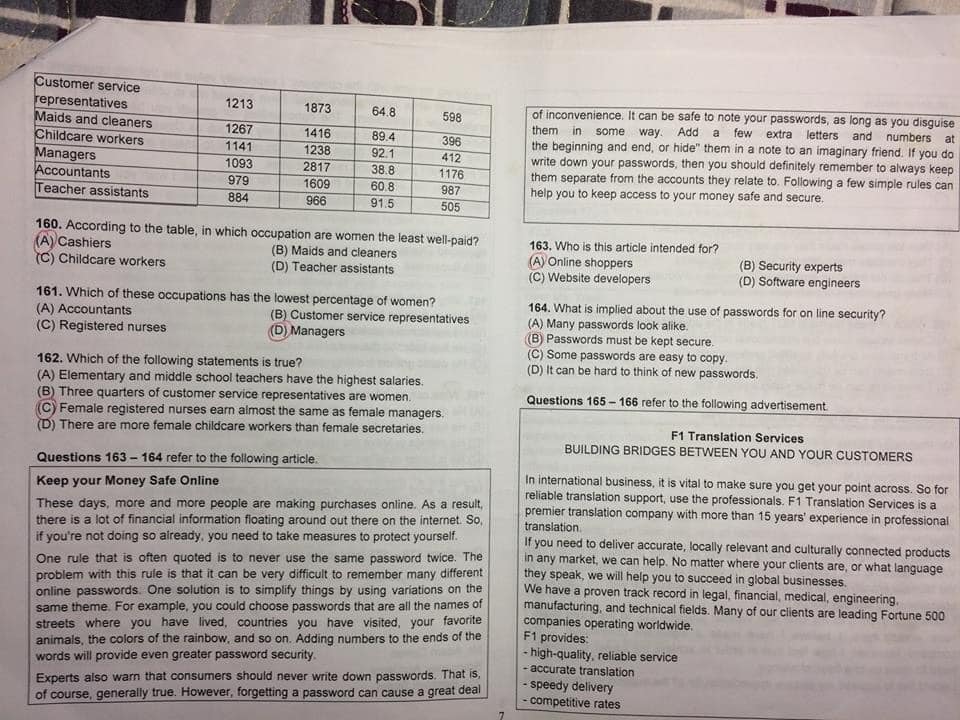 Customer service
representatives 1213 1873 64.8 598
Maids and cleaners 1267 1416 89.4 396
Childcare workers 1141 1238 92.1 412
Managers 1093 2817 38.8 1176
Accountants 979 1609 60.8 987
Teacher assistants 884 966 91.5 505
160. According to the table, in which occupation are women the least well-paid?
(A) Cashiers (B) Maids and cleaners
(C) Childcare workers (D) Teacher assistants
161. Which of these occupations has the lowest percentage of women?
(A) Accountants (B) Customer service representatives
(C) Registered nurses (D) Managers
162. Which of the following statements is true?
(A) Elementary and middle school teachers have the highest salaries.
(B) Three quarters of customer service representatives are women.
(C) Female registered nurses earn almost the same as female managers.
(D) There are more female childcare workers than female secretaries.
Questions 163 – 164 refer to the following article.
Keep your Money Safe Online
These days, more and more people are making purchases online. As a result,
there is a lot of financial information floating around out there on the internet. So,
if you're not doing so already, you need to take measures to protect yourself.
One rule that is often quoted is to never use the same password twice. The
problem with this rule is that it can be very difficult to remember many different
online passwords. One solution is to simplify things by using variations on the
same theme. For example, you could choose passwords that are all the names of
streets where you have lived, countries you have visited, your favorite
animals, the colors of the rainbow, and so on. Adding numbers to the ends of the
words will provide even greater password security.
Experts also warn that consumers should never write down passwords. That is,
of course, generally true. However, forgetting a password can cause a great deal
of inconvenience. It can be safe to note your passwords, as long as you disguise
them in some way. Add a few extra letters and numbers at
the beginning and end, or hide" them in a note to an imaginary friend. If you do
write down your passwords, then you should definitely remember to always keep
them separate from the accounts they relate to. Following a few simple rules can
help you to keep access to your money safe and secure.
163. Who is this article intended for?
(A) Online shoppers (B) Security experts
(C) Website developers (D) Software engineers
164. What is implied about the use of passwords for on line security?
(A) Many passwords look alike.
(B) Passwords must be kept secure.
(C) Some passwords are easy to copy.
(D) It can be hard to think of new passwords.
Questions 165 – 166 refer to the following advertisement.
F1 Translation Services
BUILDING BRIDGES BETWEEN YOU AND YOUR CUSTOMERS
In international business, it is vital to make sure you get your point across. So for
reliable translation support, use the professionals. F1 Translation Services is a
premier translation company with more than 15 years' experience in professional
translation.
If you need to deliver accurate, locally relevant and culturally connected products
in any market, we can help. No matter where your clients are, or what language
they speak, we will help you to succeed in global businesses.
We have a proven track record in legal, financial, medical, engineering,
manufacturing, and technical fields. Many of our clients are leading Fortune 500
companies operating worldwide.
F1 provides:
- high-quality, reliable service
- accurate translation
- speedy delivery
- competitive rates
7